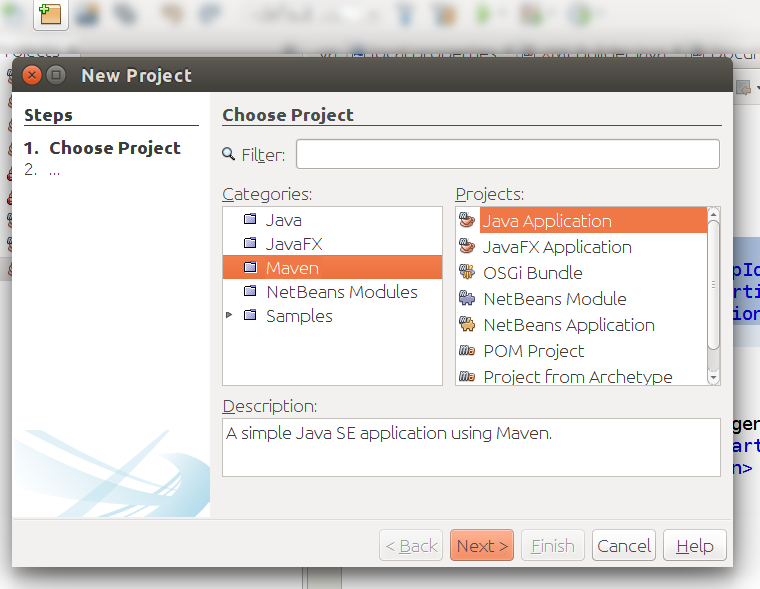 New Project
Steps
1. Choose Project
2. ...
Choose Project
Filter:
Categories:
Java
JavaFX
Maven
NetBeans Modules
Samples
Projects:
Java Application
JavaFX Application
OSGi Bundle
NetBeans Module
NetBeans Application
POM Project
Project from Archetype
Description:
A simple Java SE application using Maven.
< Back
Next >
Finish
Cancel
Help